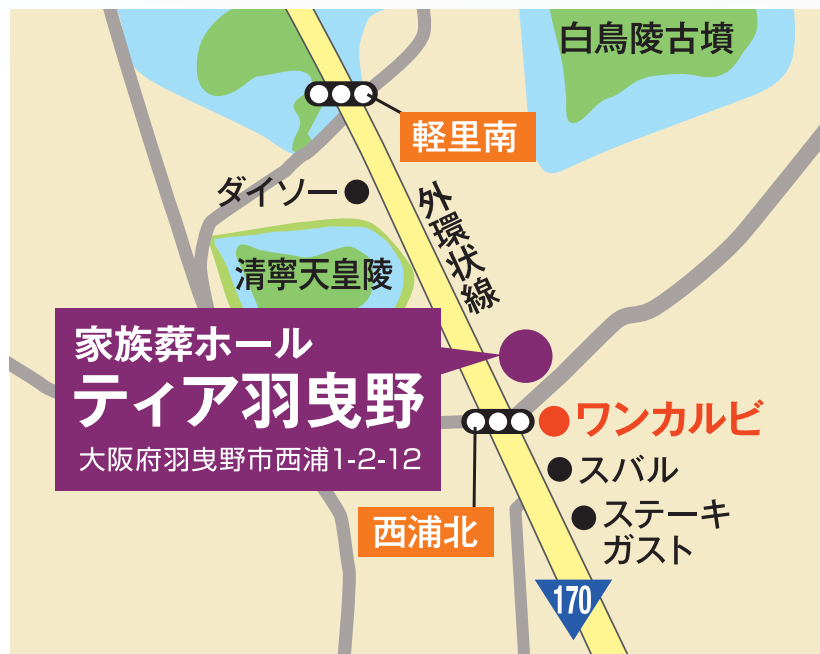 白鳥陵古墳
軽里南
ダイソー
外環状線
清寧天皇陵
家族葬ホール
ティア羽曳野
大阪府羽曳野市西浦1-2-12
ワンカルビ
スバル
西浦北
ステーキ
ガスト
170